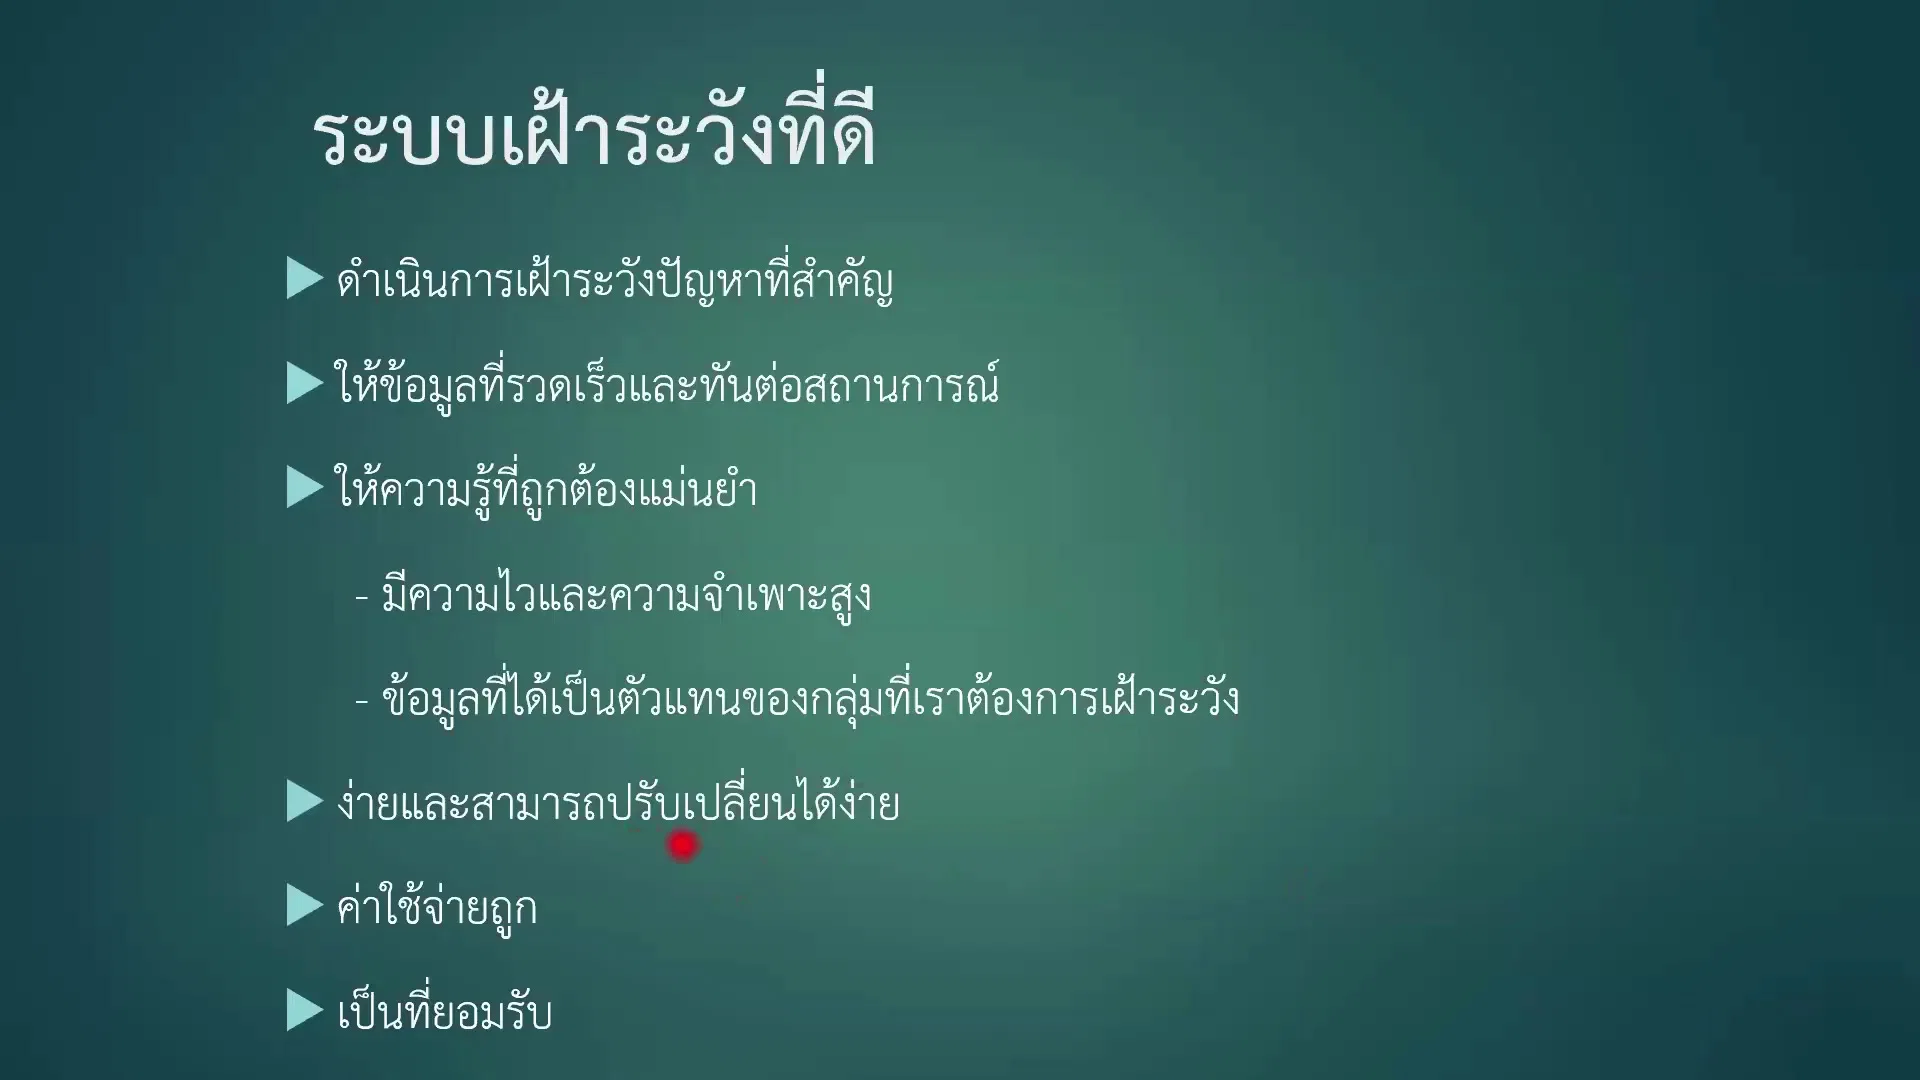 ระบบเฝ้าระวังที่ดี
ดำเนินการเฝ้าระวังปัญหาที่สำคัญ
ให้ข้อมูลที่รวดเร็วและทันต่อสถานการณ์
ให้ความรู้ที่ถูกต้องแม่นยำ
- มีความไวและความจำเพาะสูง
- ข้อมูลที่ได้เป็นตัวแทนของกลุ่มที่เราต้องการเฝ้าระวัง
ง่ายและสามารถปรับเปลี่ยนได้ง่าย
ค่าใช้จ่ายถูก
เป็นที่ยอมรับ